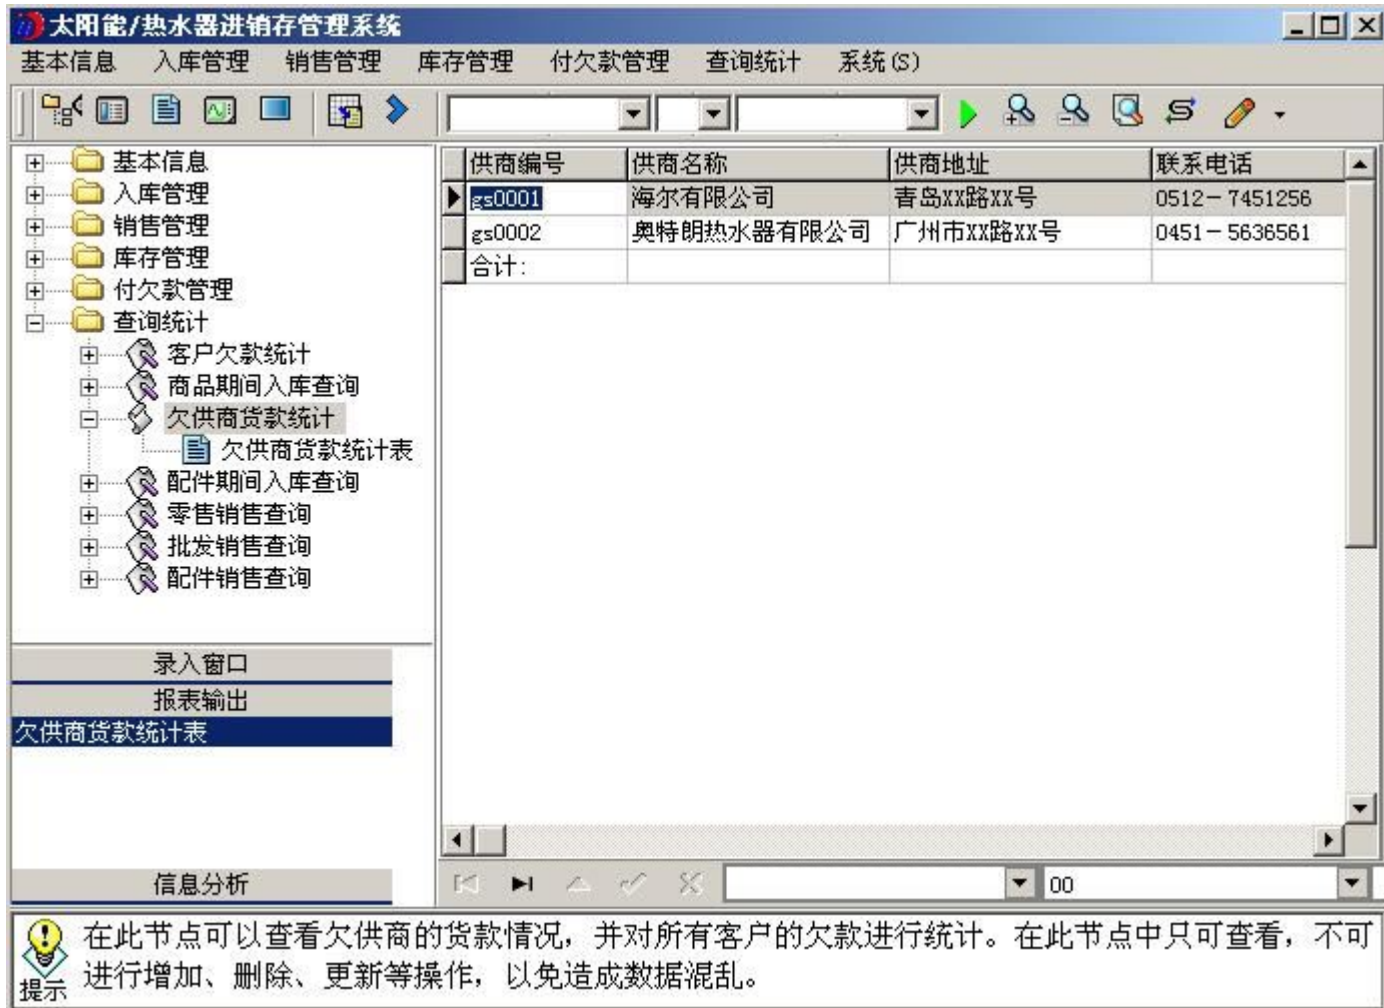 太阳能/热水器进销存管理系统
基本信息 入库管理 销售管理 库存管理 付欠款管理 查询统计 系统(S)
供商编号 供商名称 供商地址 联系电话
gs0001 海尔有限公司 青岛XX路XX号 0512-7451256
gs0002 奥特朗热水器有限公司 广州市XX路XX号 0451-5636561
合计:
基本信息
入库管理
销售管理
库存管理
付欠款管理
查询统计
客户欠款统计
商品期间入库查询
欠供商货款统计
欠供商货款统计表
配件期间入库查询
零售销售查询
批发销售查询
配件销售查询
录入窗口
报表输出
欠供商货款统计表
信息分析
00
在此节点可以查看欠供商的货款情况，并对所有客户的欠款进行统计。在此节点中只可查看，不可
进行增加、删除、更新等操作，以免造成数据混乱。
提示